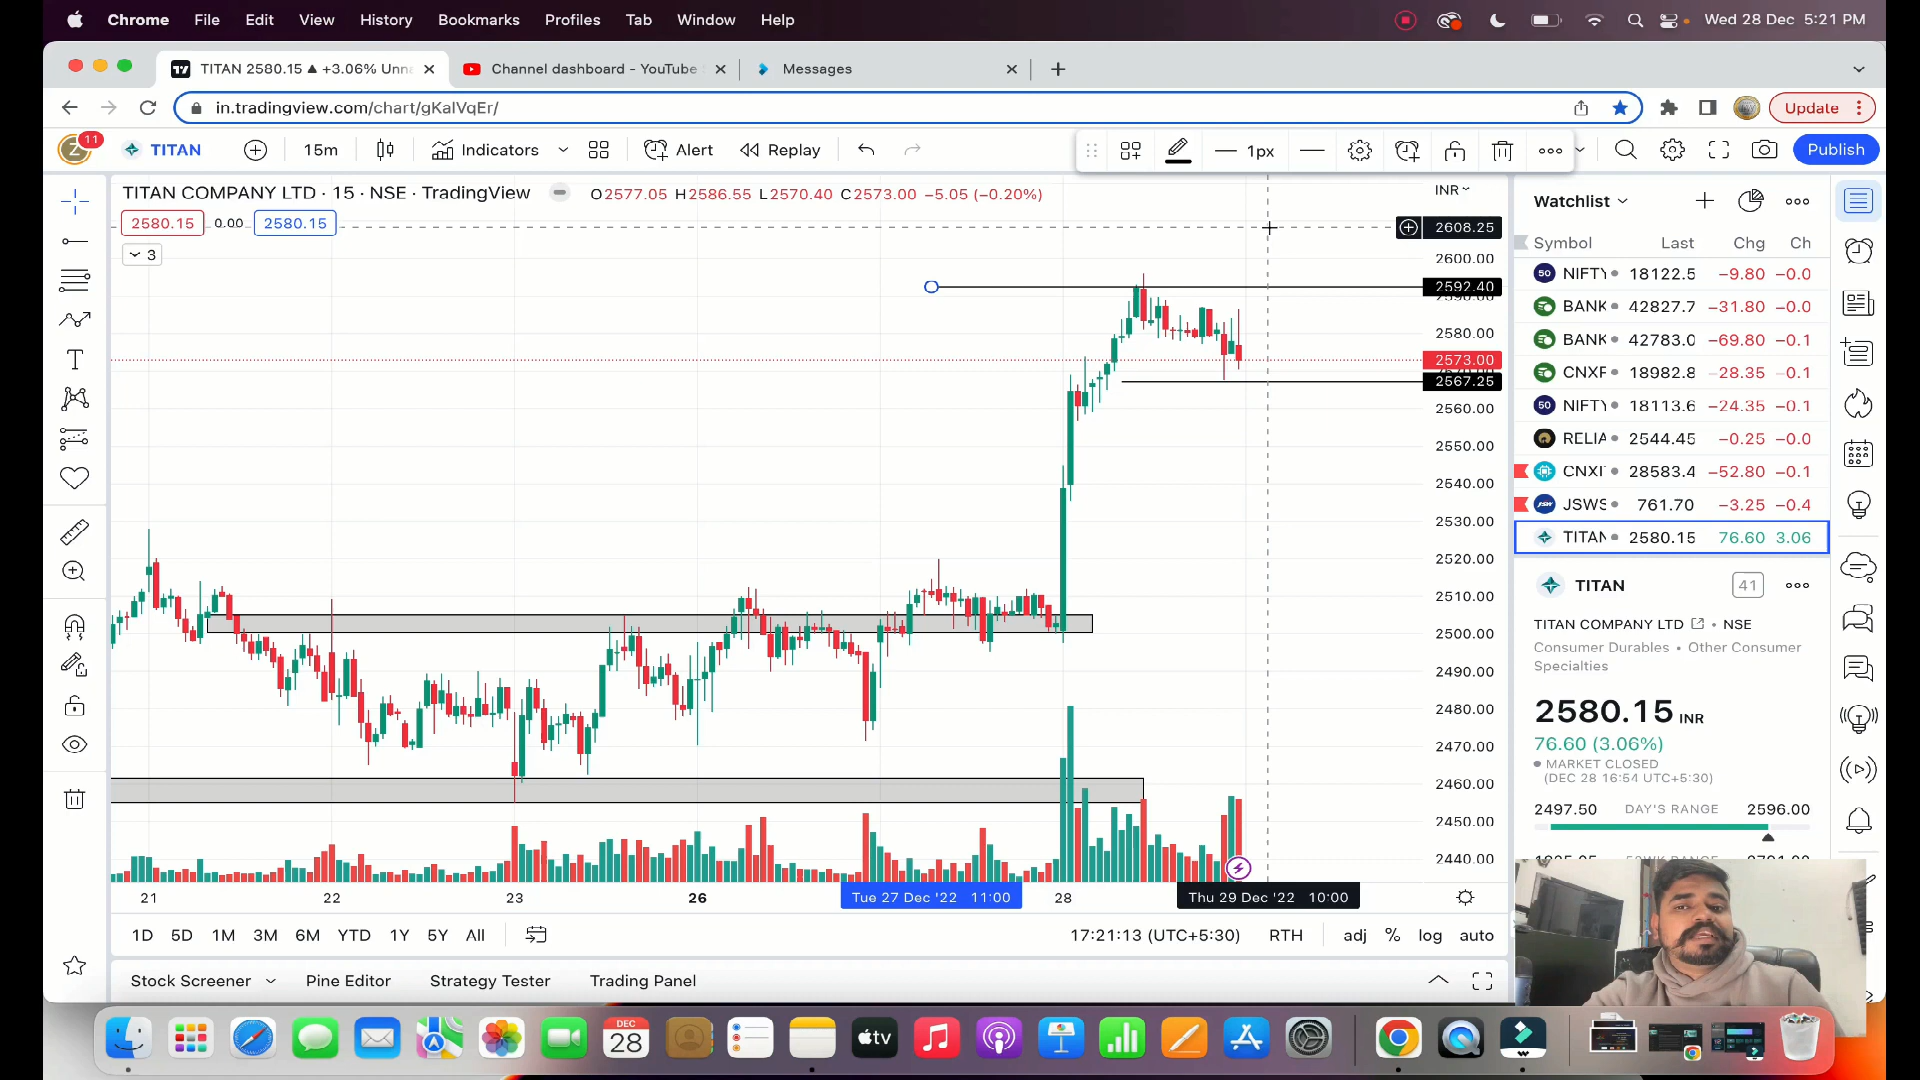 Chrome File Edit View History Bookmarks Profiles Tab Window Help Wed 28 Dec 5:21 PM
TITAN 2580.15 ▲ +3.06% Unna Channel dashboard - YouTube Messages
in.tradingview.com/chart/gKalVqEr/ Update
Z 11 TITAN 15m Indicators Alert Replay 1px Publish
TITAN COMPANY LTD · 15 · NSE · TradingView O2577.05 H2586.55 L2570.40 C2573.00 −5.05 (−0.20%) INR
2580.15 0.00 2580.15
3
2608.25
2600.00
2592.40
2580.00
2573.00
2567.25
2560.00
2550.00
2540.00
2530.00
2520.00
2510.00
2500.00
2490.00
2480.00
2470.00
2460.00
2450.00
2440.00
21 22 23 26 Tue 27 Dec '22 11:00 28 Thu 29 Dec '22 10:00
1D 5D 1M 3M 6M YTD 1Y 5Y All 17:21:13 (UTC+5:30) RTH adj % log auto
Stock Screener Pine Editor Strategy Tester Trading Panel
Watchlist
Symbol Last Chg Ch
50 NIFTY 18122.5 −9.80 −0.0
BANK 42827.7 −31.80 −0.0
BANK 42783.0 −69.80 −0.1
CNXF 18982.8 −28.35 −0.1
50 NIFTY 18113.6 −24.35 −0.1
RELIA 2544.45 −0.25 −0.0
CNXI 28583.4 −52.80 −0.1
JSWS 761.70 −3.25 −0.4
TITAN 2580.15 76.60 3.06
TITAN 41
TITAN COMPANY LTD • NSE
Consumer Durables • Other Consumer
Specialties
2580.15 INR
76.60 (3.06%)
MARKET CLOSED
(DEC 28 16:54 UTC+5:30)
2497.50 DAY'S RANGE 2596.00
DEC
28
tv